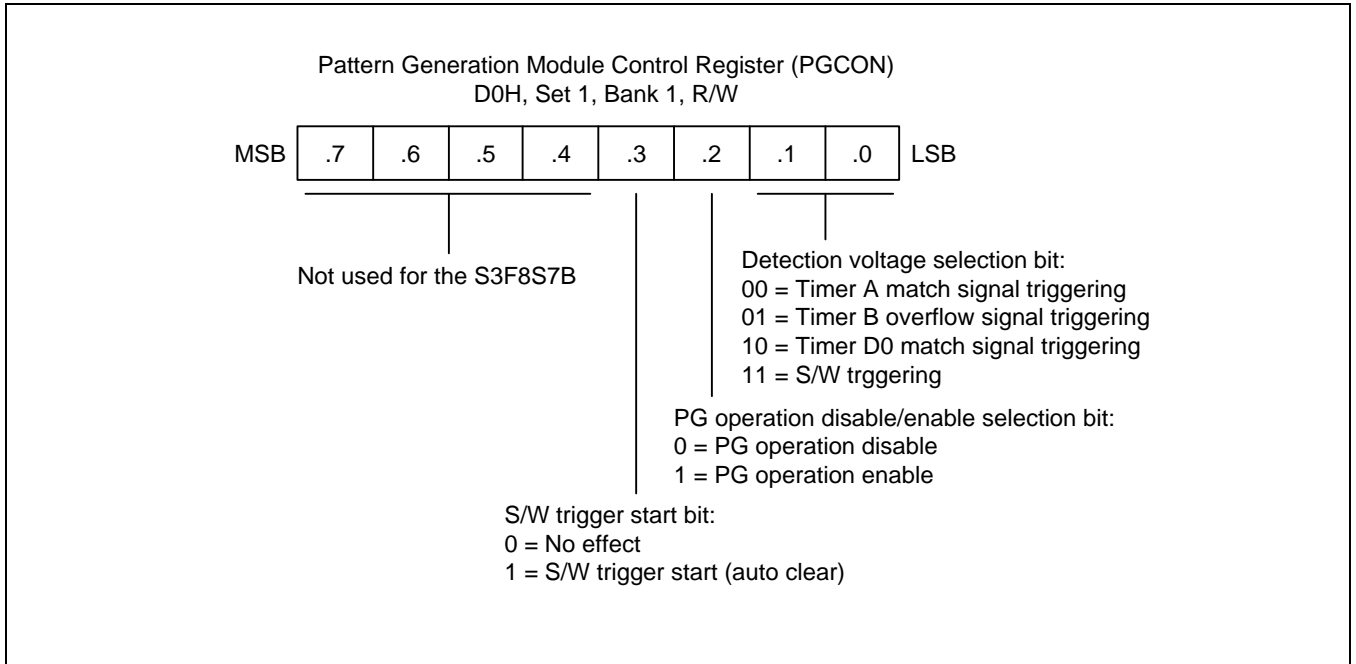 Pattern Generation Module Control Register (PGCON)
D0H, Set 1, Bank 1, R/W
MSB .7 .6 .5 .4 .3 .2 .1 .0 LSB
Not used for the S3F8S7B
Detection voltage selection bit:
00 = Timer A match signal triggering
01 = Timer B overflow signal triggering
10 = Timer D0 match signal triggering
11 = S/W trggering
PG operation disable/enable selection bit:
0 = PG operation disable
1 = PG operation enable
S/W trigger start bit:
0 = No effect
1 = S/W trigger start (auto clear)